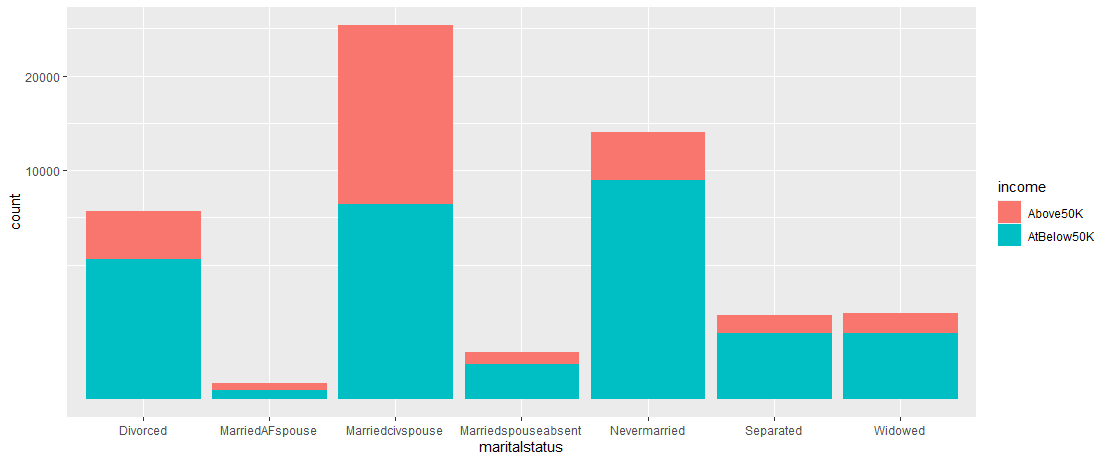 20000
10000
count
Divorced
MarriedAFspouse
Marriedcivspouse
Marriedspouseabsent
Nevermarried
Separated
Widowed
maritalstatus
income
Above50K
AtBelow50K